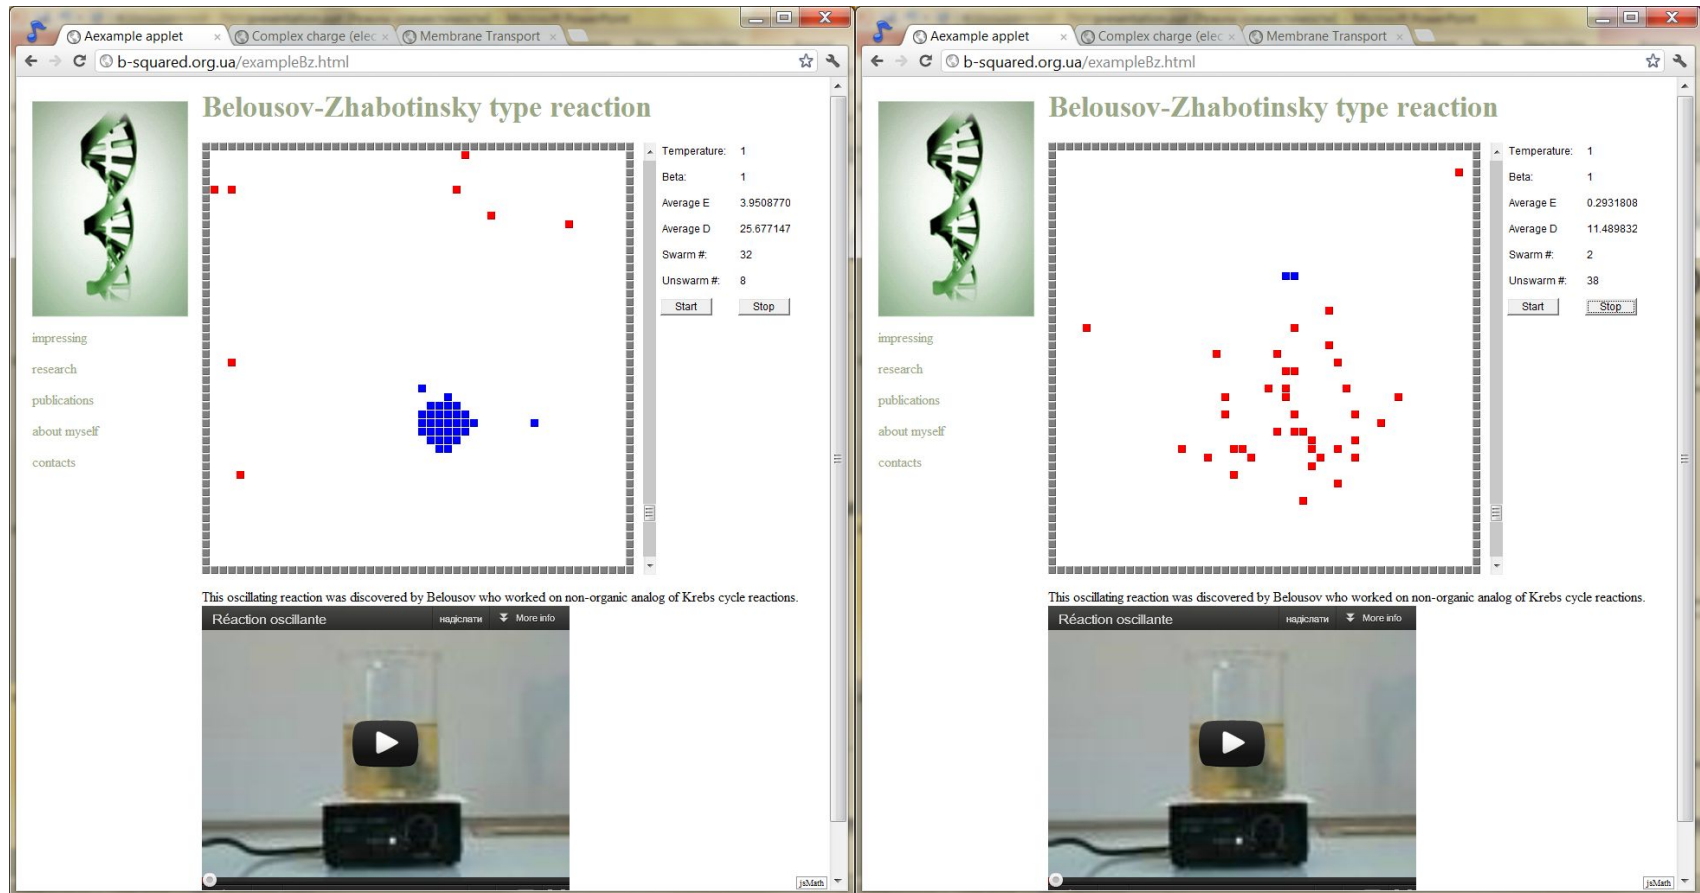 Aexample applet
Complex charge (elec
Membrane Transport
b-squared.org.ua/exampleBz.html
Belousov-Zhabotinsky type reaction
Temperature: 1
Beta: 1
Average E 3.9508770
Average D 25.677147
Swarm #: 32
Unswarm #: 8
Start Stop
impressing
research
publications
about myself
contacts
This oscillating reaction was discovered by Belousov who worked on non-organic analog of Krebs cycle reactions.
Réaction oscillante надіслати More info
jsMath
Aexample applet
Complex charge (elec
Membrane Transport
b-squared.org.ua/exampleBz.html
Belousov-Zhabotinsky type reaction
Temperature: 1
Beta: 1
Average E 0.2931808
Average D 11.489832
Swarm #: 2
Unswarm #: 38
Start Stop
impressing
research
publications
about myself
contacts
This oscillating reaction was discovered by Belousov who worked on non-organic analog of Krebs cycle reactions.
Réaction oscillante надіслати More info
jsMath